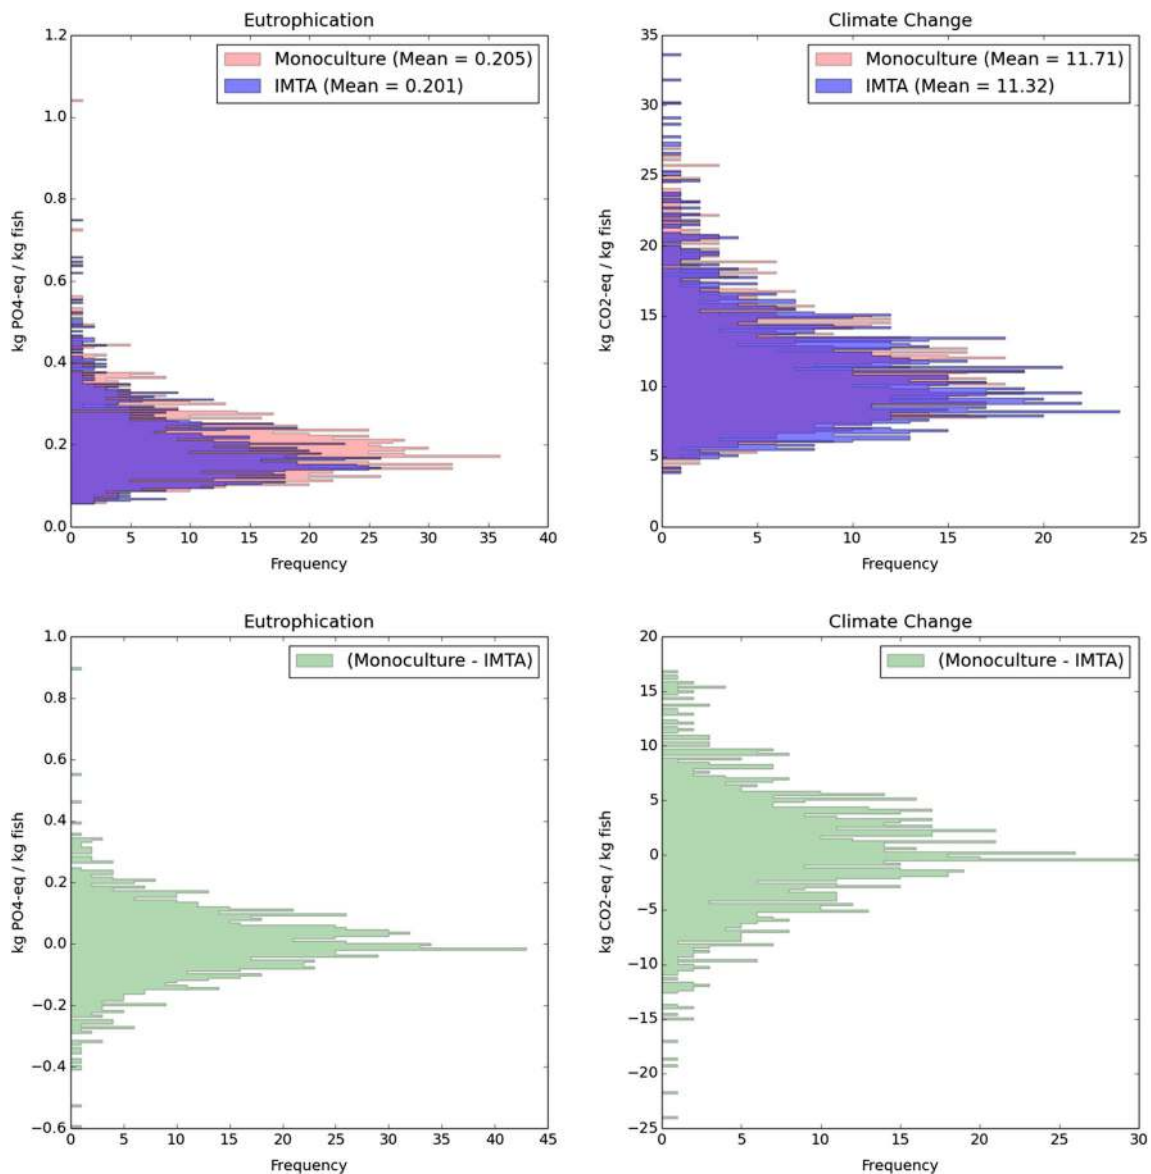 Eutrophication
1.2
1.0
0.8
0.6
0.4
0.2
0.0
kg PO4-eq / kg fish
Monoculture (Mean = 0.205)
IMTA (Mean = 0.201)
0 5 10 15 20 25 30 35 40
Frequency
Climate Change
35
30
25
20
15
10
5
0
kg CO2-eq / kg fish
Monoculture (Mean = 11.71)
IMTA (Mean = 11.32)
0 5 10 15 20 25
Frequency
Eutrophication
1.0
0.8
0.6
0.4
0.2
0.0
−0.2
−0.4
−0.6
kg PO4-eq / kg fish
(Monoculture - IMTA)
0 5 10 15 20 25 30 35 40 45
Frequency
Climate Change
20
15
10
5
0
−5
−10
−15
−20
−25
kg CO2-eq / kg fish
(Monoculture - IMTA)
0 5 10 15 20 25 30
Frequency